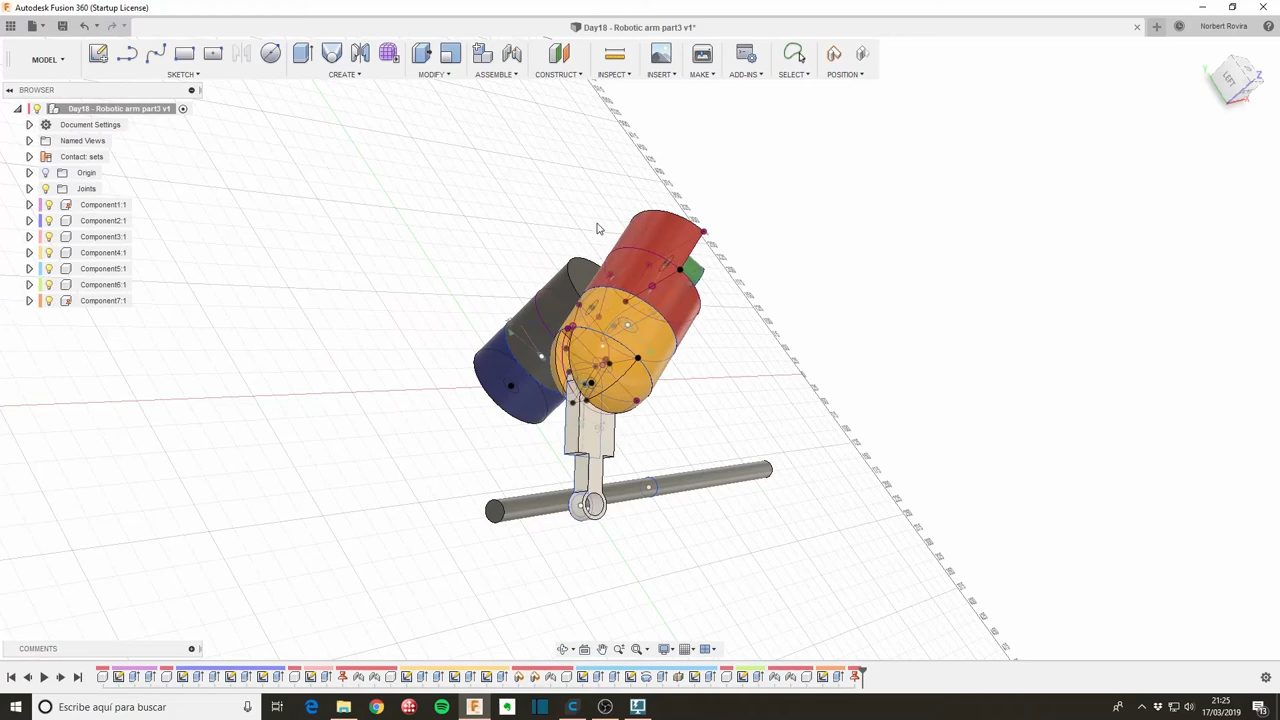 Autodesk Fusion 360 (Startup License)
Day18 - Robotic arm part3 v1*
Norbert Rovira
MODEL
SKETCH
CREATE
MODIFY
ASSEMBLE
CONSTRUCT
INSPECT
INSERT
MAKE
ADD-INS
SELECT
POSITION
BROWSER
LEFT
Y
Z
X
Day18 - Robotic arm part3 v1
Document Settings
Named Views
Contact: sets
Origin
Joints
Component1:1
Component2:1
Component3:1
Component4:1
Component5:1
Component6:1
Component7:1
COMMENTS
Escribe aquí para buscar
21:25
17/03/2019